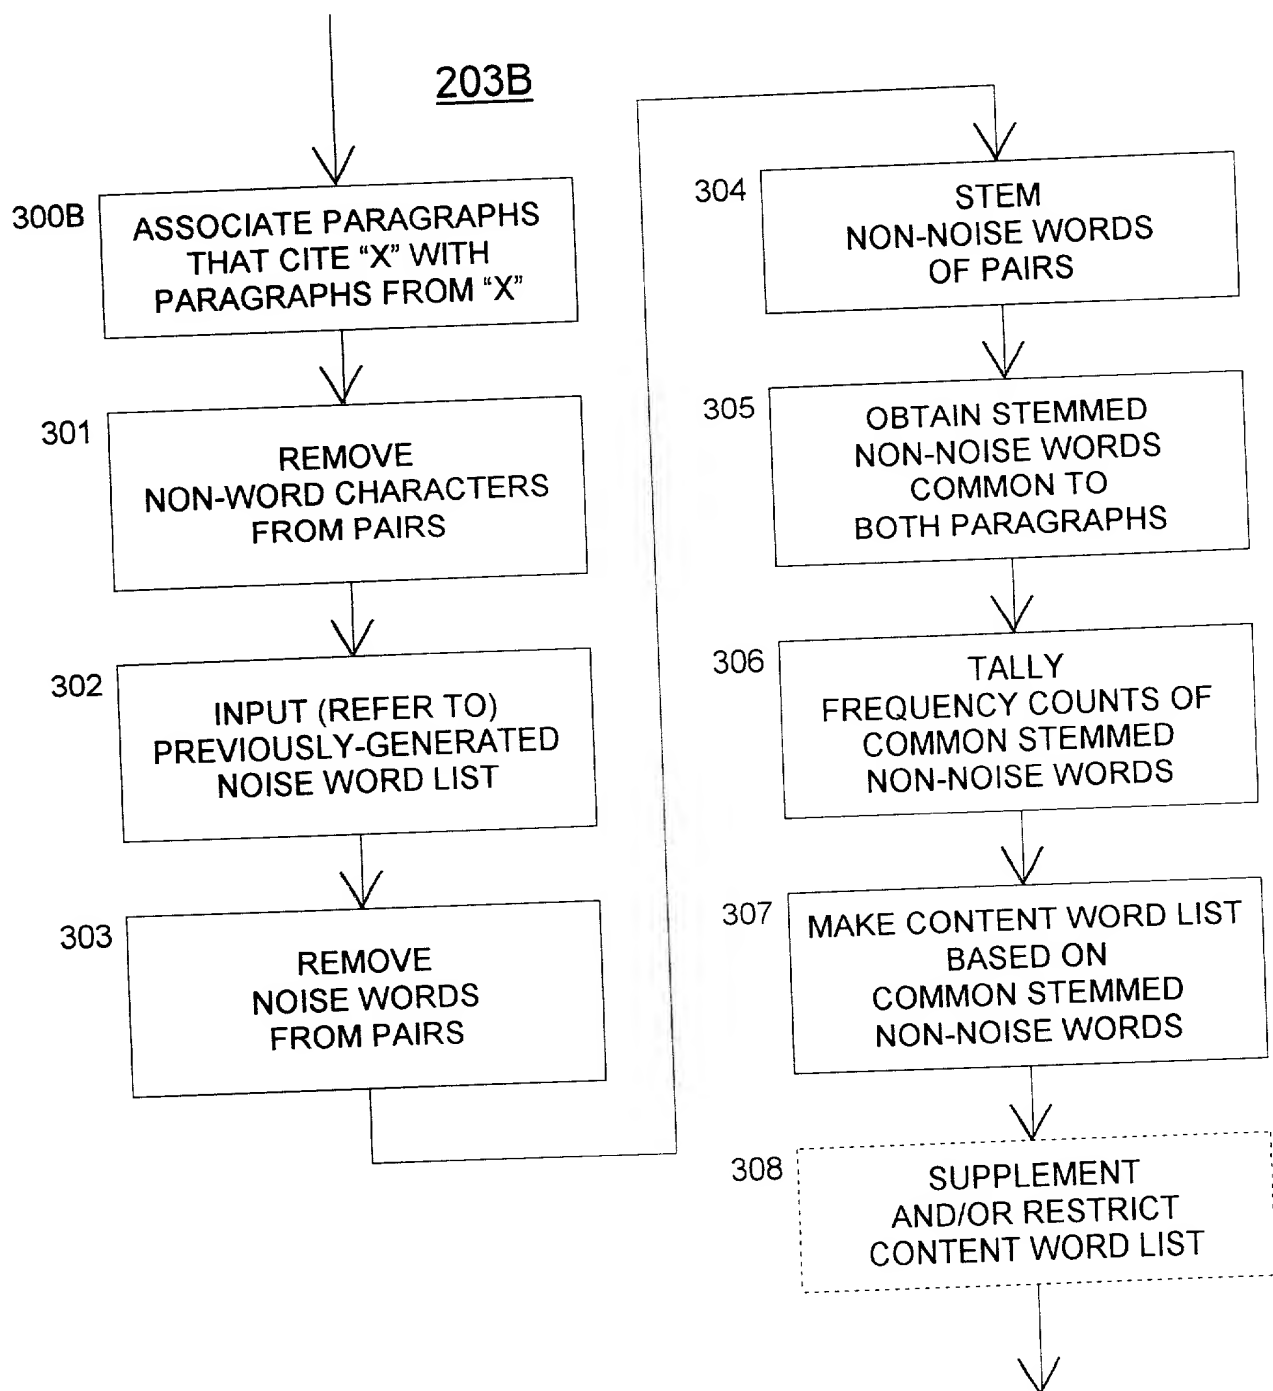 203B
300B
ASSOCIATE PARAGRAPHS
THAT CITE “X” WITH
PARAGRAPHS FROM “X”
301
REMOVE
NON-WORD CHARACTERS
FROM PAIRS
302
INPUT (REFER TO)
PREVIOUSLY-GENERATED
NOISE WORD LIST
303
REMOVE
NOISE WORDS
FROM PAIRS
304
STEM
NON-NOISE WORDS
OF PAIRS
305
OBTAIN STEMMED
NON-NOISE WORDS
COMMON TO
BOTH PARAGRAPHS
306
TALLY
FREQUENCY COUNTS OF
COMMON STEMMED
NON-NOISE WORDS
307
MAKE CONTENT WORD LIST
BASED ON
COMMON STEMMED
NON-NOISE WORDS
308
SUPPLEMENT
AND/OR RESTRICT
CONTENT WORD LIST